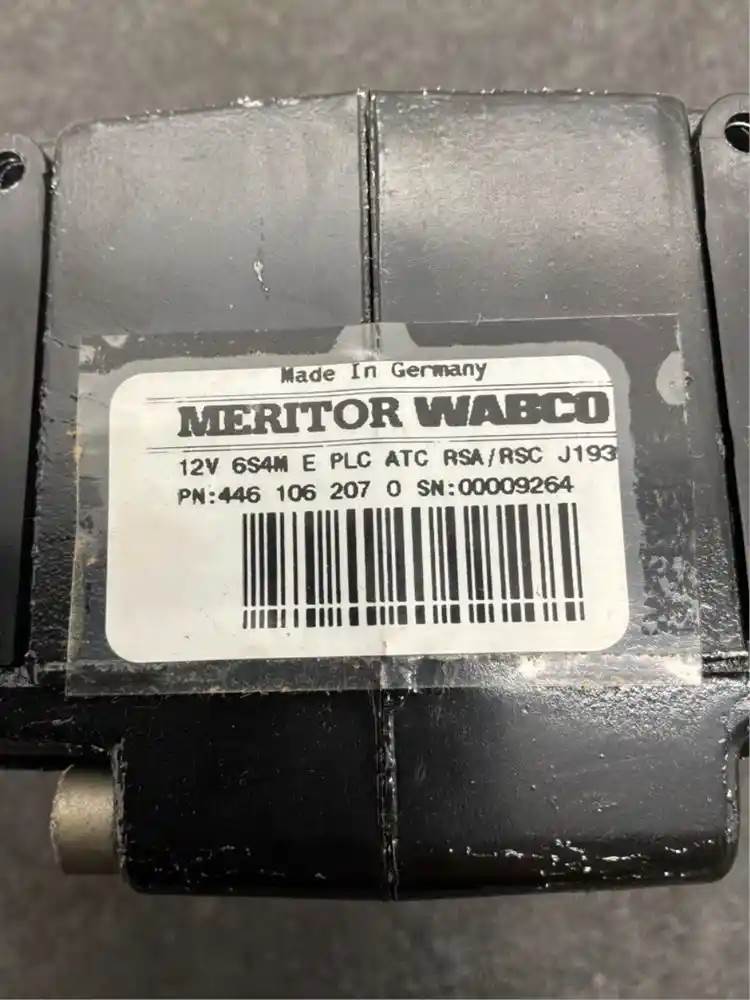 Made In Germany
MERITOR WABCO
12V 6S4M E PLC ATC RSA/RSC J193
PN:446 106 207 0 SN:00009264